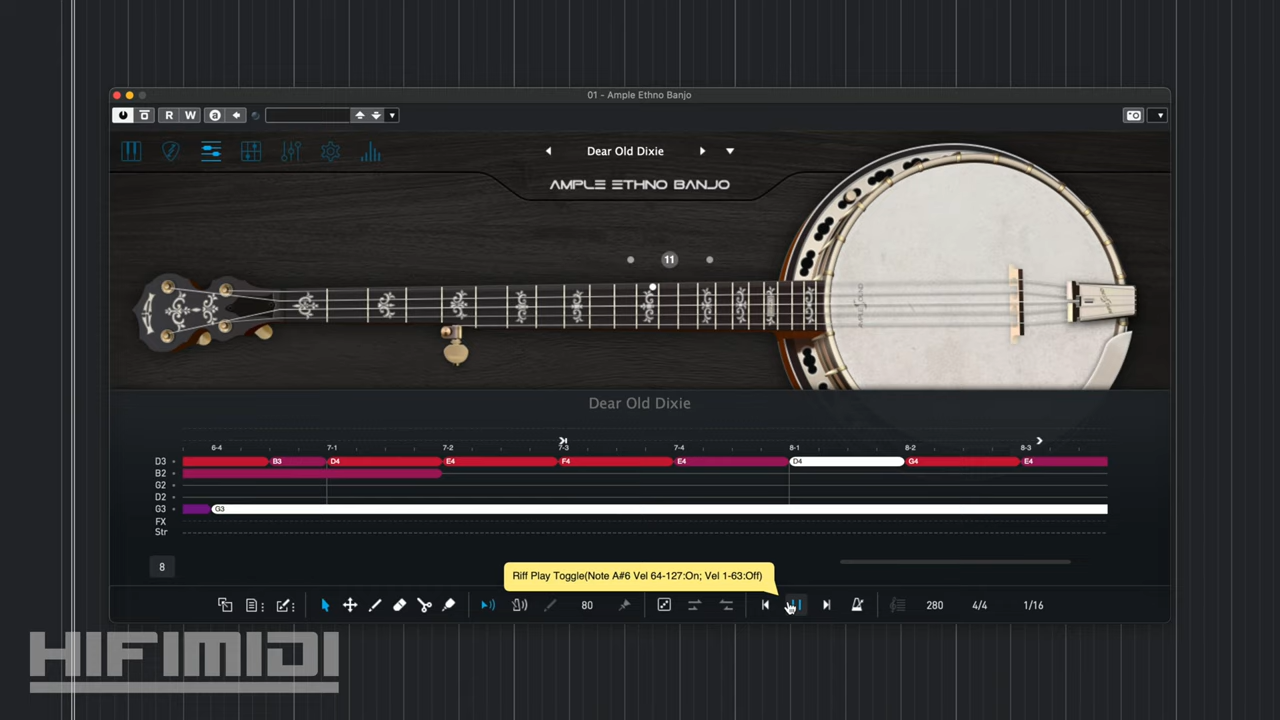 01 - Ample Ethno Banjo
R W a
Dear Old Dixie
AMPLE ETHNO BANJO
11
Dear Old Dixie
6-4 7-1 7-2 7-3 7-4 8-1 8-2 8-3
D3 B3 D4 E4 F4 E4 D4 G4 E4
B2
G2
D2
G3 G3
FX
Str
8
Riff Play Toggle(Note A#6 Vel 64-127:On; Vel 1-63:Off)
80 280 4/4 1/16
HIFIMIDI